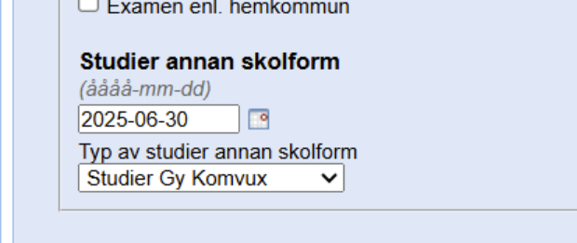 Examen enl. hemkommun
Studier annan skolform
(åååå-mm-dd)
2025-06-30
Typ av studier annan skolform
Studier Gy Komvux